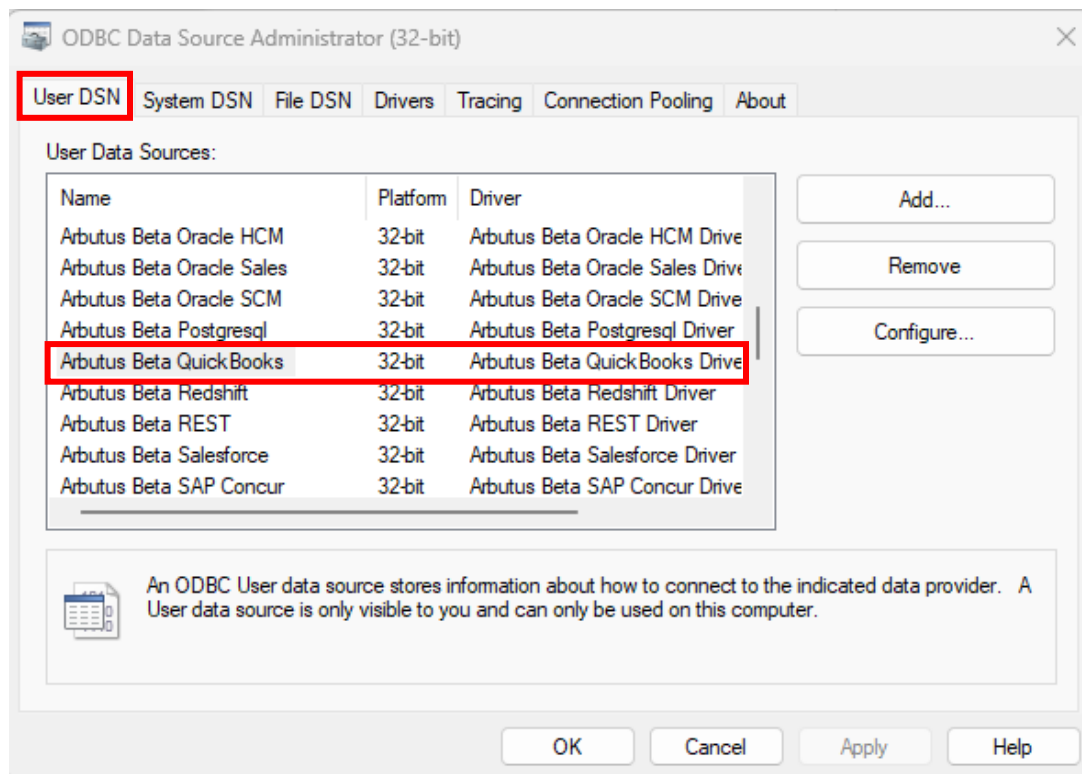 ODBC Data Source Administrator (32-bit)
User DSN System DSN File DSN Drivers Tracing Connection Pooling About
User Data Sources:
Name Platform Driver
Add...
Arbutus Beta Oracle HCM 32-bit Arbutus Beta Oracle HCM Drive
Arbutus Beta Oracle Sales 32-bit Arbutus Beta Oracle Sales Drive
Remove
Arbutus Beta Oracle SCM 32-bit Arbutus Beta Oracle SCM Drive
Arbutus Beta Postgresql 32-bit Arbutus Beta Postgresql Driver
Configure...
Arbutus Beta QuickBooks 32-bit Arbutus Beta QuickBooks Drive
Arbutus Beta Redshift 32-bit Arbutus Beta Redshift Driver
Arbutus Beta REST 32-bit Arbutus Beta REST Driver
Arbutus Beta Salesforce 32-bit Arbutus Beta Salesforce Driver
Arbutus Beta SAP Concur 32-bit Arbutus Beta SAP Concur Drive
An ODBC User data source stores information about how to connect to the indicated data provider. A
User data source is only visible to you and can only be used on this computer.
OK Cancel Apply Help